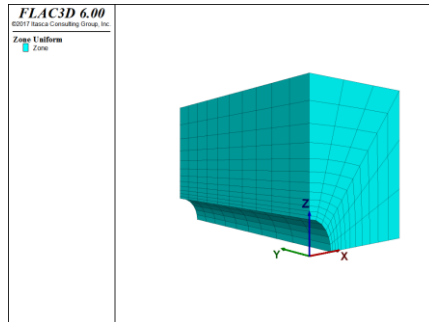 FLAC3D 6.00
©2017 Itasca Consulting Group, Inc.
Zone Uniform
Zone
Z
Y
X